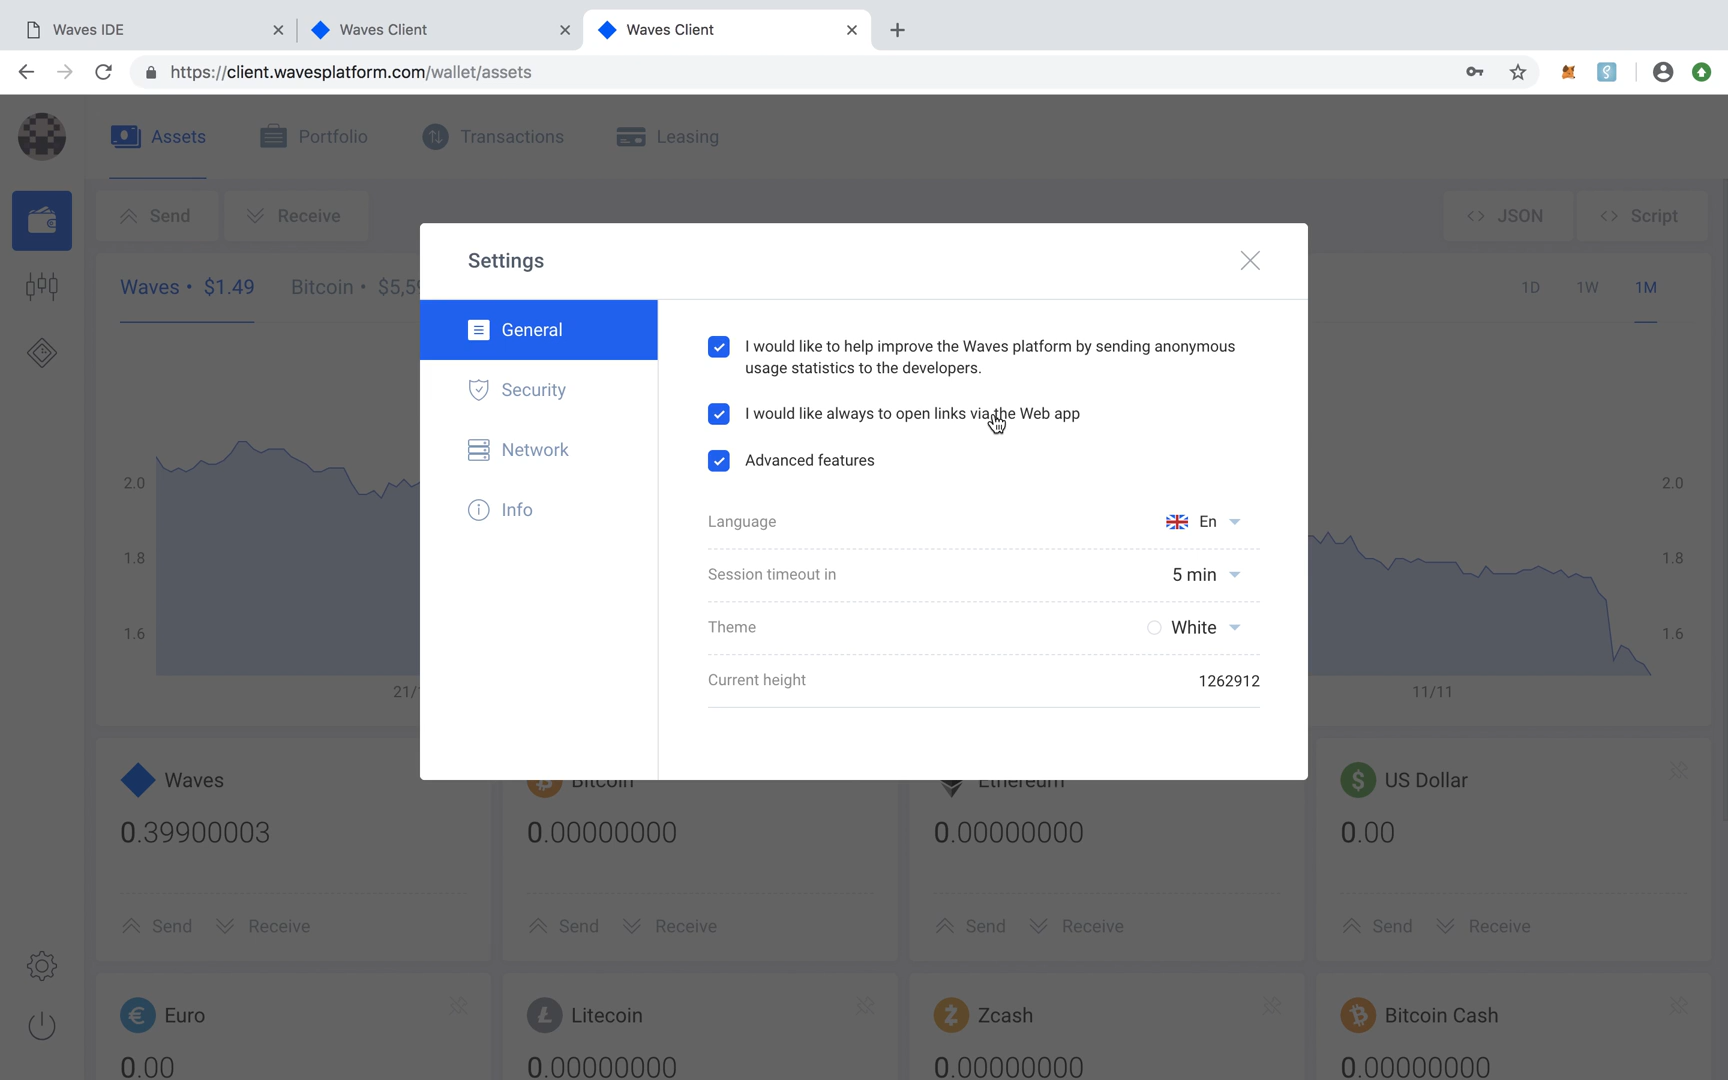 Waves IDE
Waves Client
Waves Client
https://client.wavesplatform.com/wallet/assets
Assets
Portfolio
Transactions
Leasing
Send
Receive
JSON
Script
Waves • $1.49
Bitcoin • $5,5
1D
1W
1M
Settings
General
Security
Network
Info
I would like to help improve the Waves platform by sending anonymous
usage statistics to the developers.
I would like always to open links via the Web app
Advanced features
Language
En
Session timeout in
5 min
Theme
White
Current height
1262912
2.0
1.8
1.6
2.0
1.8
1.6
21/
11/11
Waves
0.39900003
Send
Receive
Bitcoin
0.00000000
Send
Receive
Ethereum
0.00000000
Send
Receive
US Dollar
0.00
Send
Receive
Euro
0.00
Litecoin
0.00000000
Zcash
0.00000000
Bitcoin Cash
0.00000000